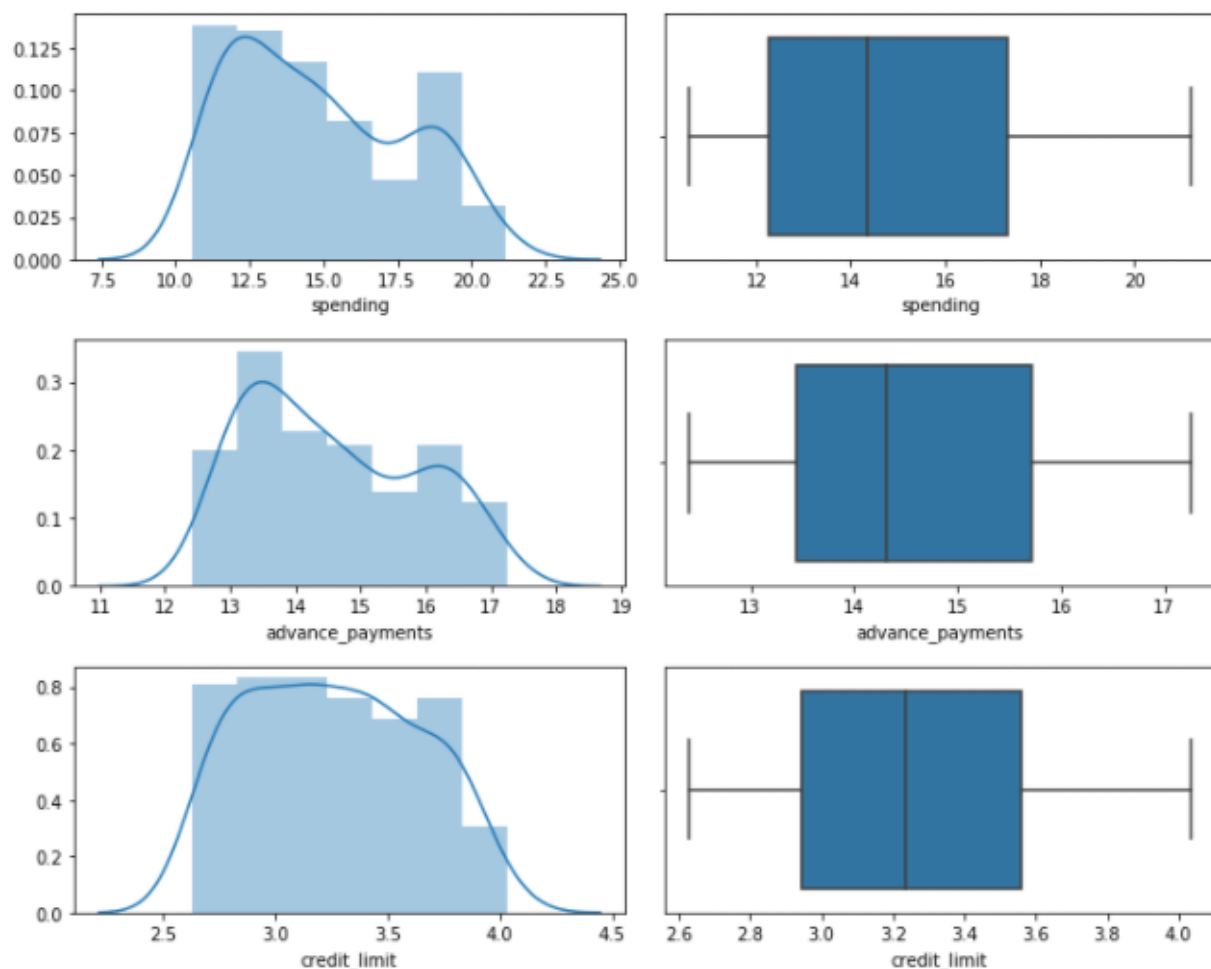 0.125
0.100
0.075
0.050
0.025
0.000
7.5 10.0 12.5 15.0 17.5 20.0 22.5 25.0
spending
12 14 16 18 20
spending
0.3
0.2
0.1
0.0
11 12 13 14 15 16 17 18 19
advance_payments
13 14 15 16 17
advance_payments
0.8
0.6
0.4
0.2
0.0
2.5 3.0 3.5 4.0 4.5
credit_limit
2.6 2.8 3.0 3.2 3.4 3.6 3.8 4.0
credit_limit